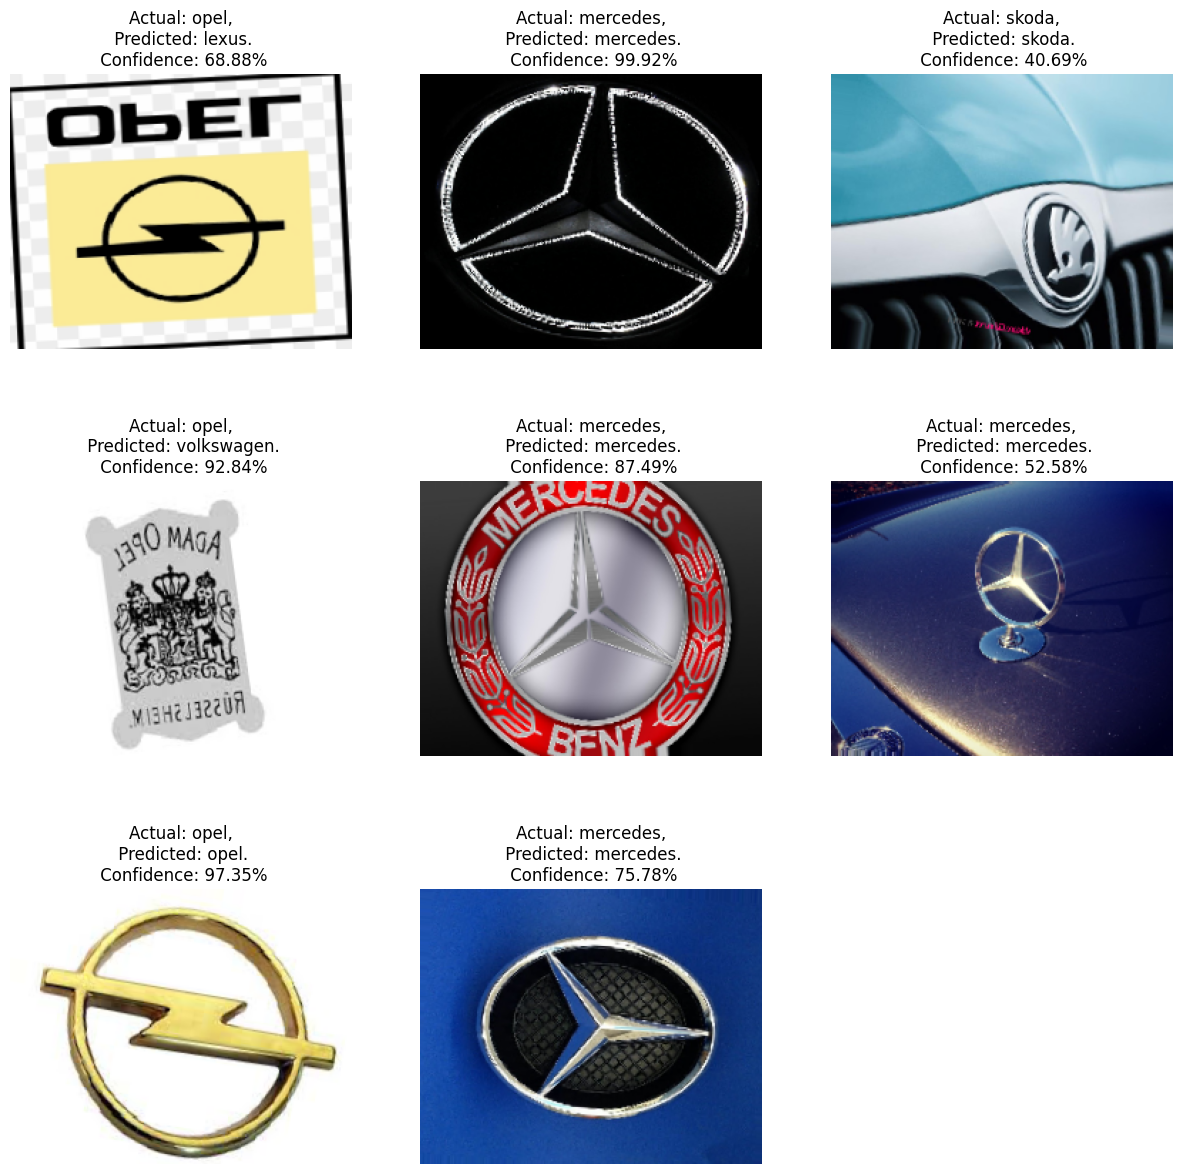 Actual: opel,
Predicted: lexus.
Confidence: 68.88%
OPEL
Actual: mercedes,
Predicted: mercedes.
Confidence: 99.92%
Actual: skoda,
Predicted: skoda.
Confidence: 40.69%
Actual: opel,
Predicted: volkswagen.
Confidence: 92.84%
ADAM OPEL
RÜSSELSHEIM.
Actual: mercedes,
Predicted: mercedes.
Confidence: 87.49%
MERCEDES
BENZ
Actual: mercedes,
Predicted: mercedes.
Confidence: 52.58%
Actual: opel,
Predicted: opel.
Confidence: 97.35%
Actual: mercedes,
Predicted: mercedes.
Confidence: 75.78%